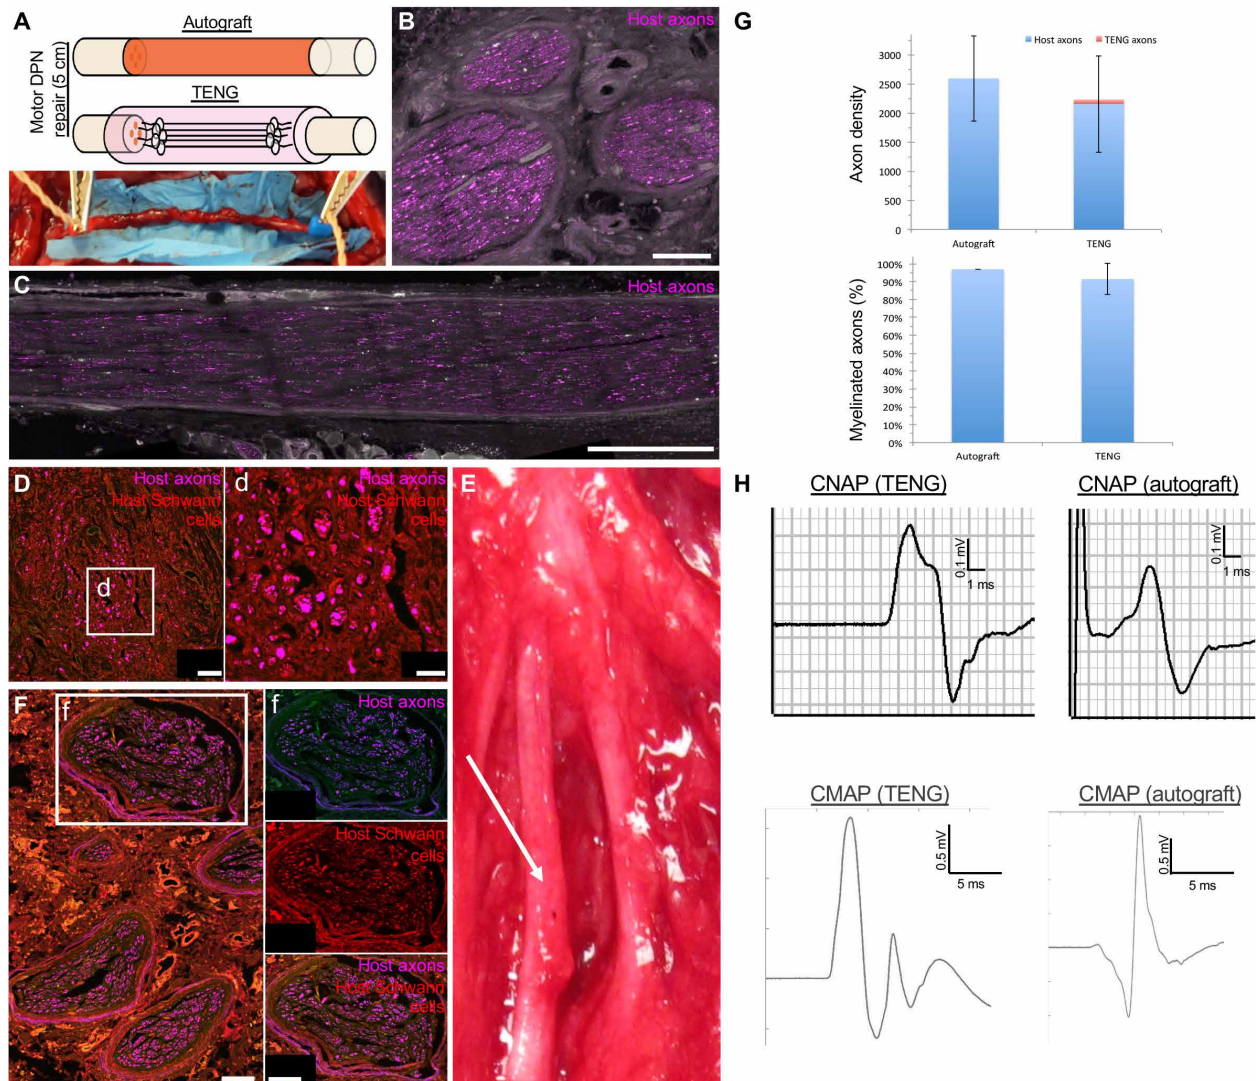 A
Autograft
TENG
Motor DPN
repair (5 cm)
B
Host axons
C
Host axons
D
Host axons
Host Schwann
cells
d
d
Host axons
Host Schwann
cells
E
F
f
f
Host axons
Host Schwann
cells
Host axons
Host Schwann
cells
G
Host axons
TENG axons
Axon density
3000
2500
2000
1500
1000
500
0
Autograft
TENG
Myelinated axons (%)
100%
90%
80%
70%
60%
50%
40%
30%
20%
10%
0%
Autograft
TENG
H
CNAP (TENG)
0.1 mV
1 ms
CNAP (autograft)
0.1 mV
1 ms
CMAP (TENG)
0.5 mV
5 ms
CMAP (autograft)
0.5 mV
5 ms